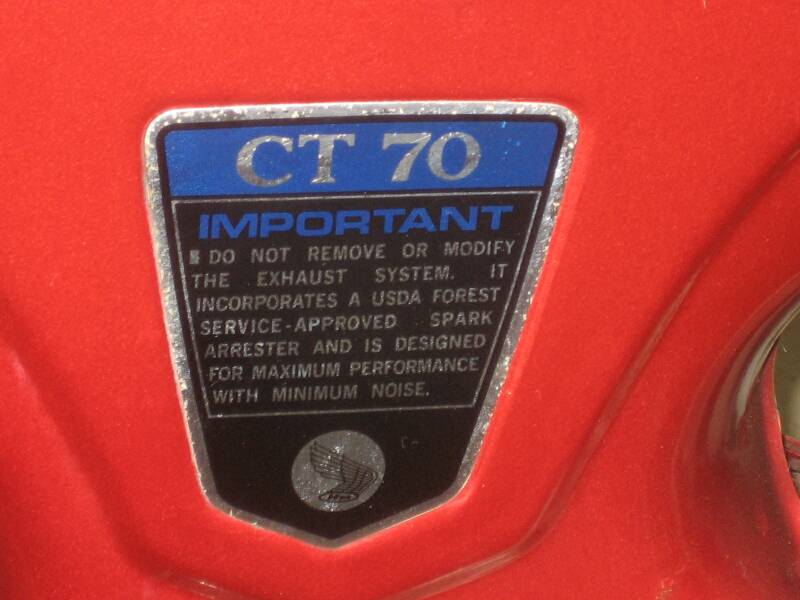 CT 70
IMPORTANT
DO NOT REMOVE OR MODIFY
THE EXHAUST SYSTEM. IT
INCORPORATES A USDA FOREST
SERVICE-APPROVED SPARK
ARRESTER AND IS DESIGNED
FOR MAXIMUM PERFORMANCE
WITH MINIMUM NOISE.